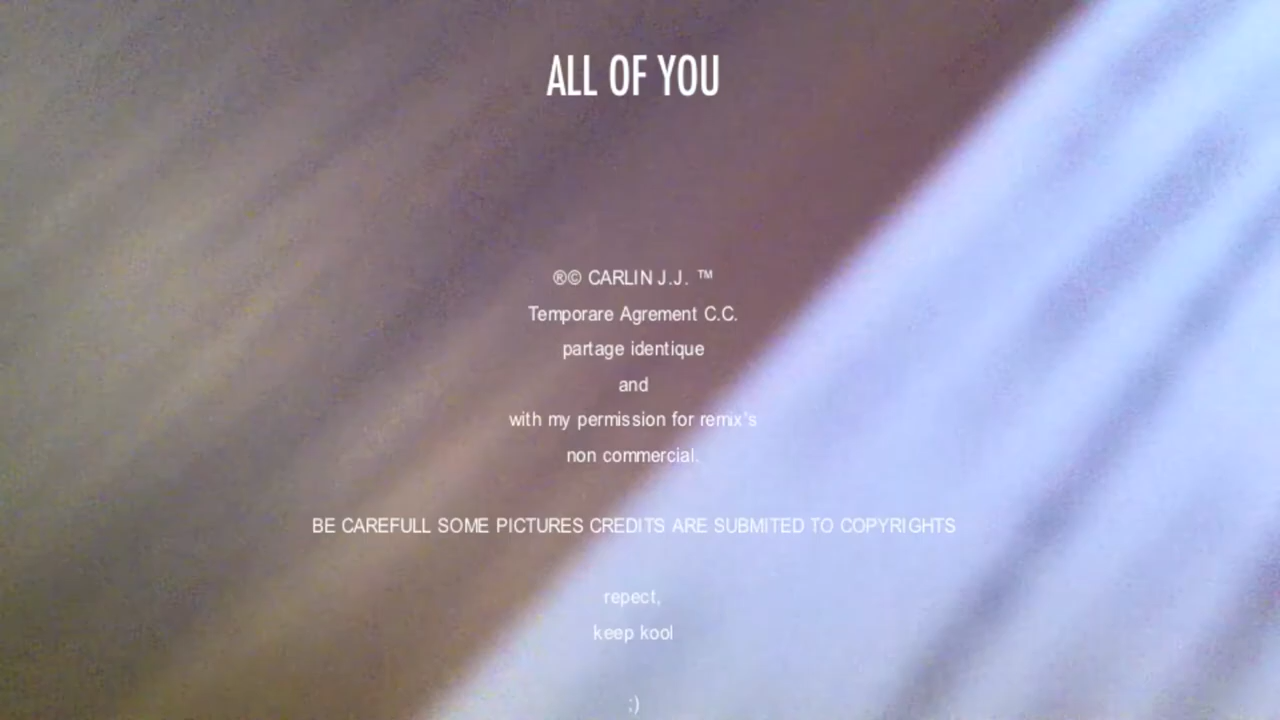 ALL OF YOU
®© CARLIN J.J. ™
Temporare Agrement C.C.
partage identique
and
with my permission for remix's
non commercial.
BE CAREFULL SOME PICTURES CREDITS ARE SUBMITED TO COPYRIGHTS
repect,
keep kool
;)